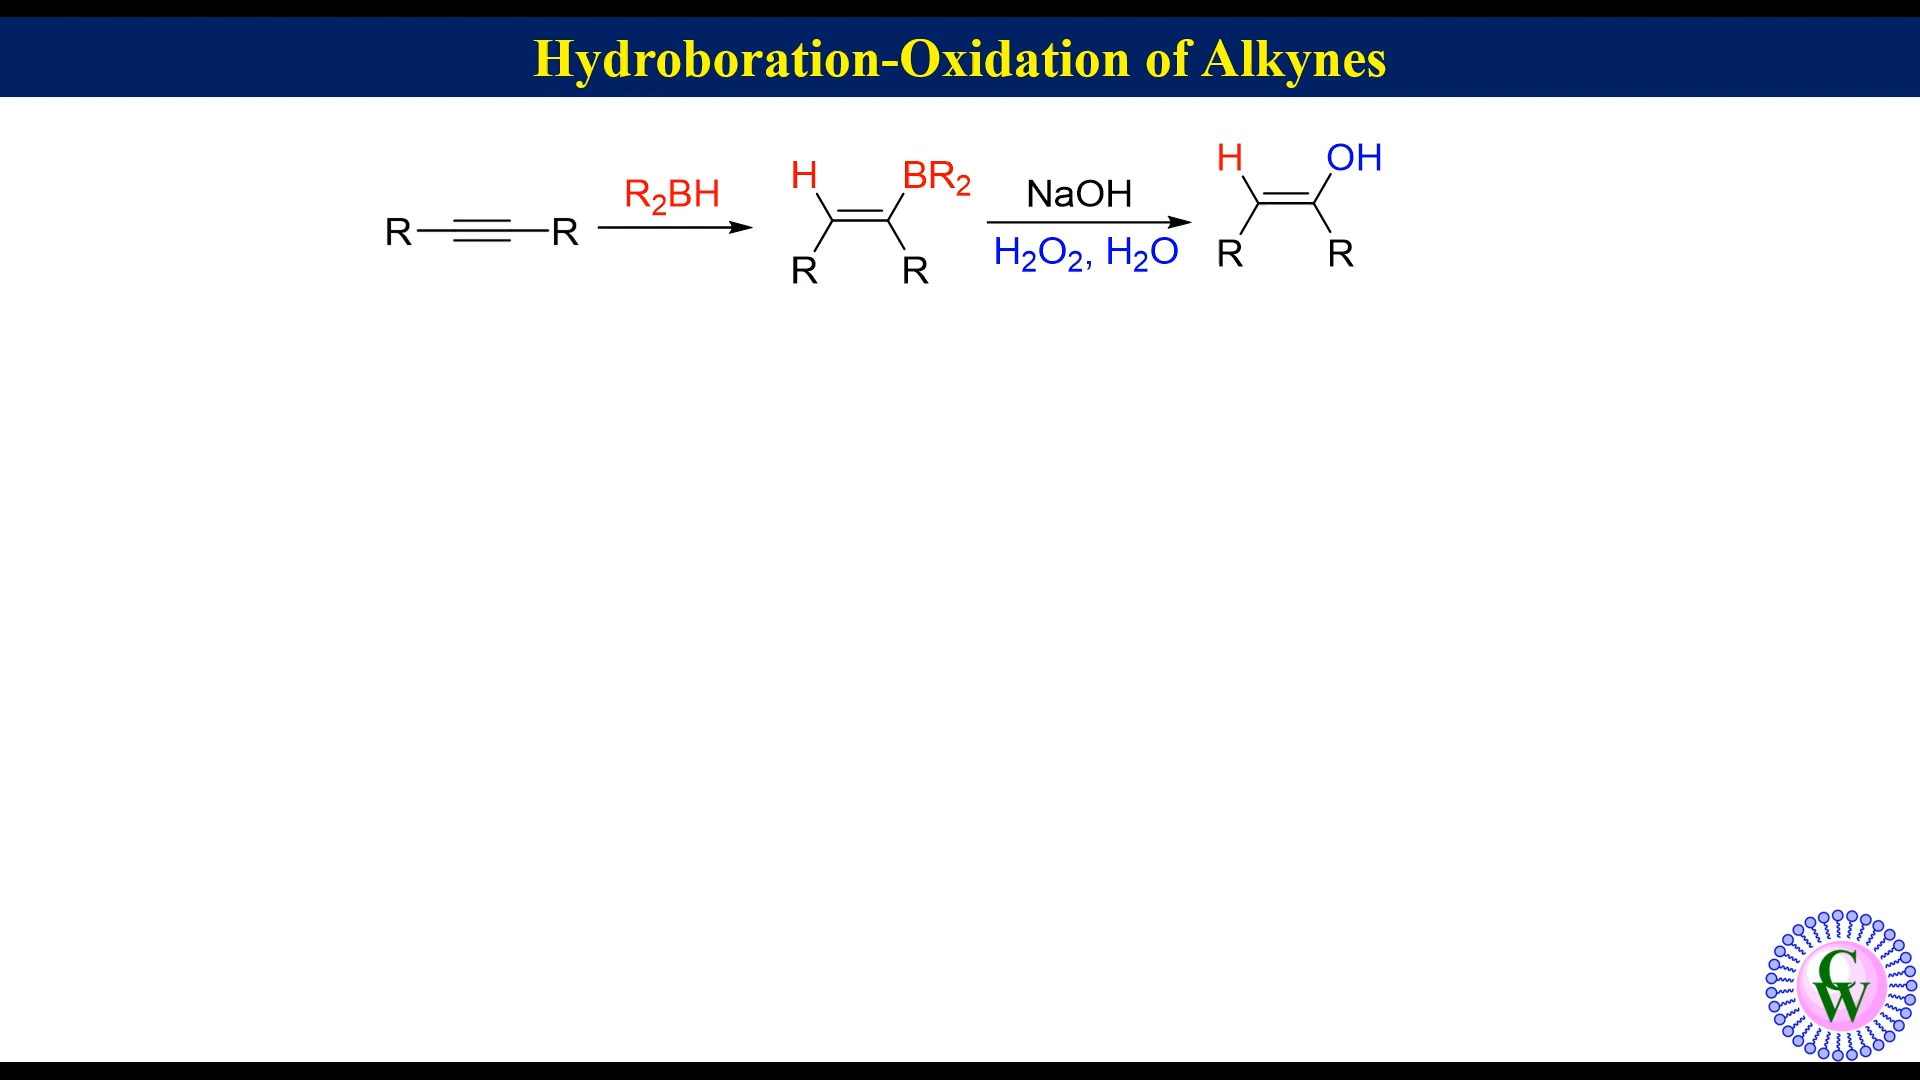 Hydroboration-Oxidation of Alkynes
R R
R₂BH
H BR₂
R R
NaOH
H₂O₂, H₂O
H OH
R R
CW